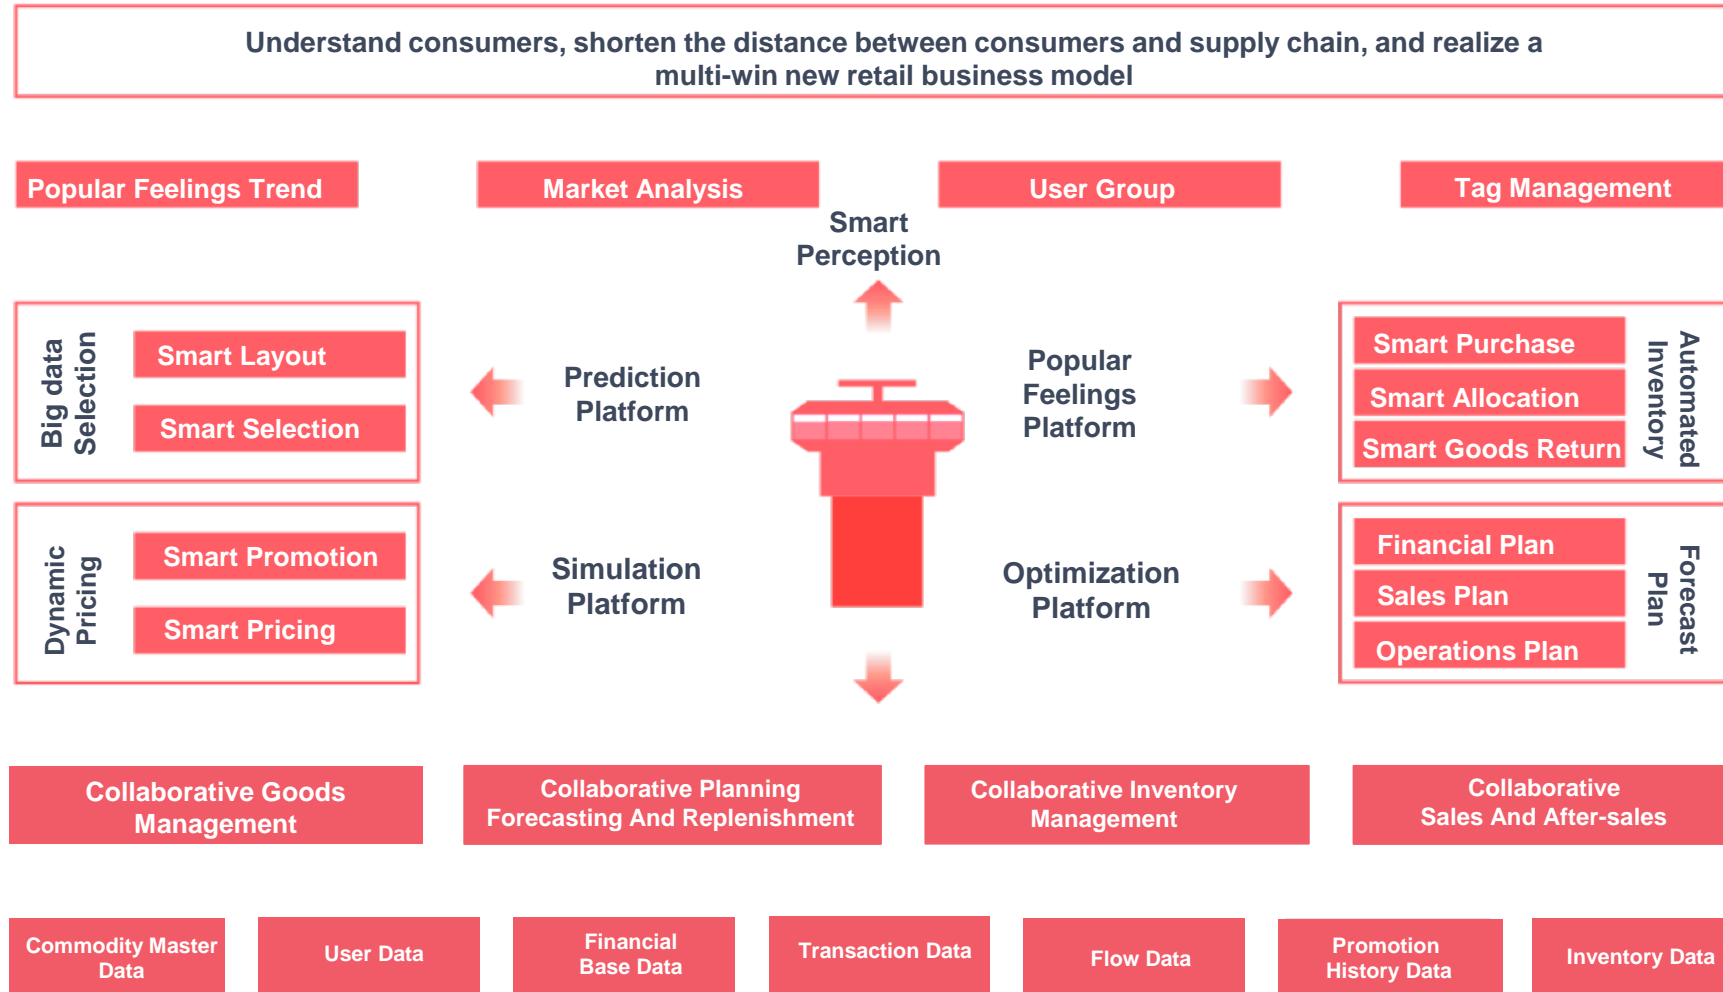 Understand consumers, shorten the distance between consumers and supply chain, and realize a
multi-win new retail business model
Popular Feelings Trend
Market Analysis
User Group
Tag Management
Smart
Perception
Big data
Selection
Smart Layout
Smart Selection
Prediction
Platform
Popular
Feelings
Platform
Smart Purchase
Smart Allocation
Smart Goods Return
Automated
Inventory
Dynamic
Pricing
Smart Promotion
Smart Pricing
Simulation
Platform
Optimization
Platform
Financial Plan
Sales Plan
Operations Plan
Forecast
Plan
Collaborative Goods
Management
Collaborative Planning
Forecasting And Replenishment
Collaborative Inventory
Management
Collaborative
Sales And After-sales
Commodity Master
Data
User Data
Financial
Base Data
Transaction Data
Flow Data
Promotion
History Data
Inventory Data